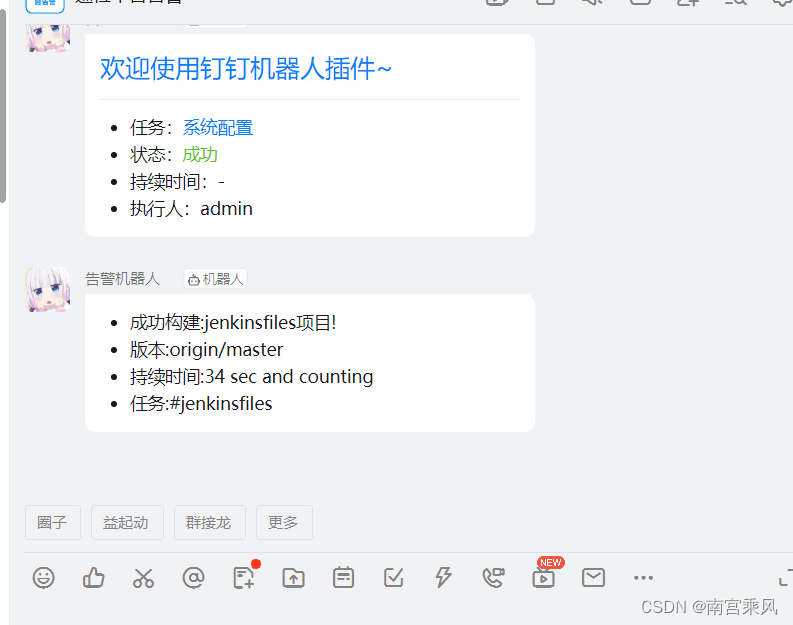 欢迎使用钉钉机器人插件~
任务：系统配置
状态：成功
持续时间：-
执行人：admin
告警机器人 机器人
成功构建:jenkinsfiles项目!
版本:origin/master
持续时间:34 sec and counting
任务:#jenkinsfiles
圈子 益起动 群接龙 更多
NEW
CSDN @南宫乘风